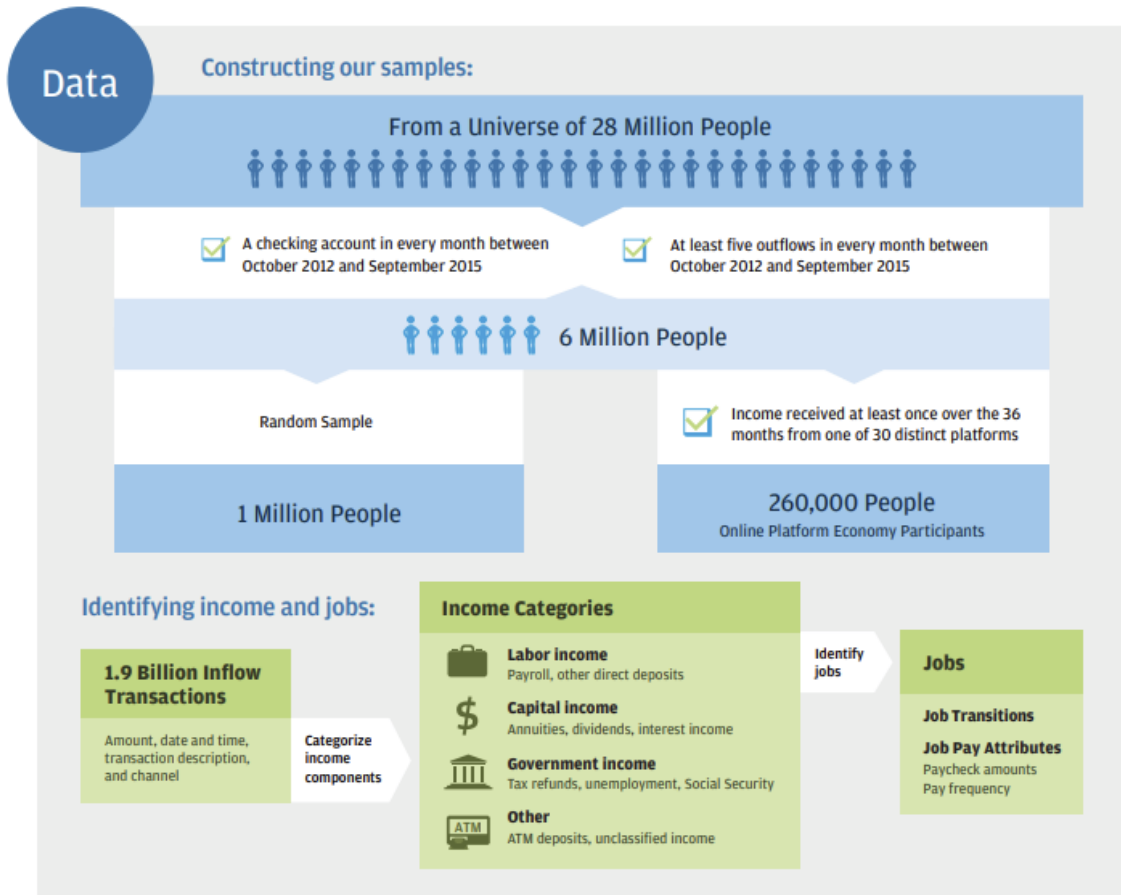 Data
Constructing our samples:
From a Universe of 28 Million People
A checking account in every month between
October 2012 and September 2015
At least five outflows in every month between
October 2012 and September 2015
6 Million People
Random Sample
Income received at least once over the 36
months from one of 30 distinct platforms
1 Million People
260,000 People
Online Platform Economy Participants
Identifying income and jobs:
1.9 Billion Inflow
Transactions
Amount, date and time,
transaction description,
and channel
Categorize
income
components
Income Categories
Labor income
Payroll, other direct deposits
$
Capital income
Annuities, dividends, interest income
Government income
Tax refunds, unemployment, Social Security
ATM
Other
ATM deposits, unclassified income
Identify
jobs
Jobs
Job Transitions
Job Pay Attributes
Paycheck amounts
Pay frequency